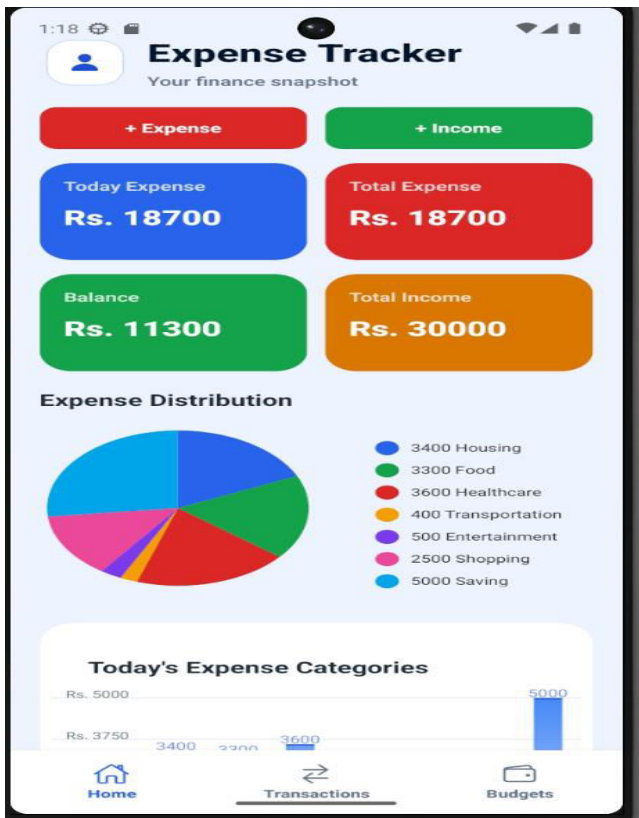 1:18
Expense Tracker
Your finance snapshot
+ Expense
+ Income
Today Expense
Rs. 18700
Total Expense
Rs. 18700
Balance
Rs. 11300
Total Income
Rs. 30000
Expense Distribution
3400 Housing
3300 Food
3600 Healthcare
400 Transportation
500 Entertainment
2500 Shopping
5000 Saving
Today's Expense Categories
Rs. 5000
5000
Rs. 3750
3400
3300
3600
Home
Transactions
Budgets